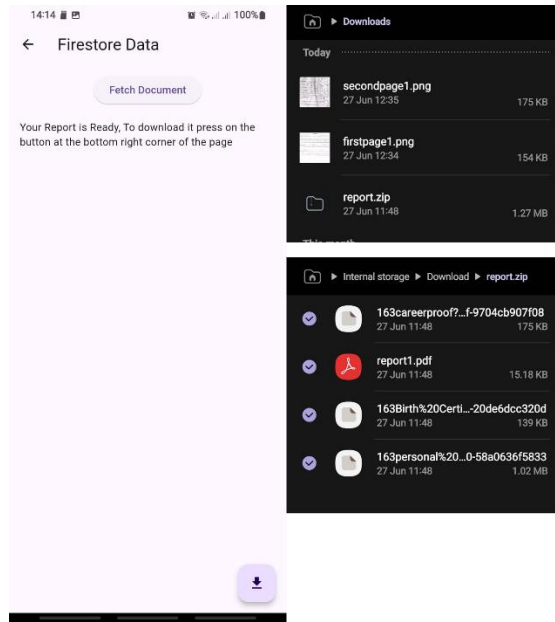 14:14
100%
Firestore Data
Fetch Document
Your Report is Ready, To download it press on the
button at the bottom right corner of the page
Downloads
Today
secondpage1.png
27 Jun 12:35
175 KB
firstpage1.png
27 Jun 12:34
154 KB
report.zip
27 Jun 11:48
1.27 MB
This month
Internal storage
Download
report.zip
163careerproof?...f-9704cb907f08
27 Jun 11:48
175 KB
report1.pdf
27 Jun 11:48
15.18 KB
163Birth%20Certi...-20de6dcc320d
27 Jun 11:48
139 KB
163personal%20...0-58a0636f5833
27 Jun 11:48
1.02 MB